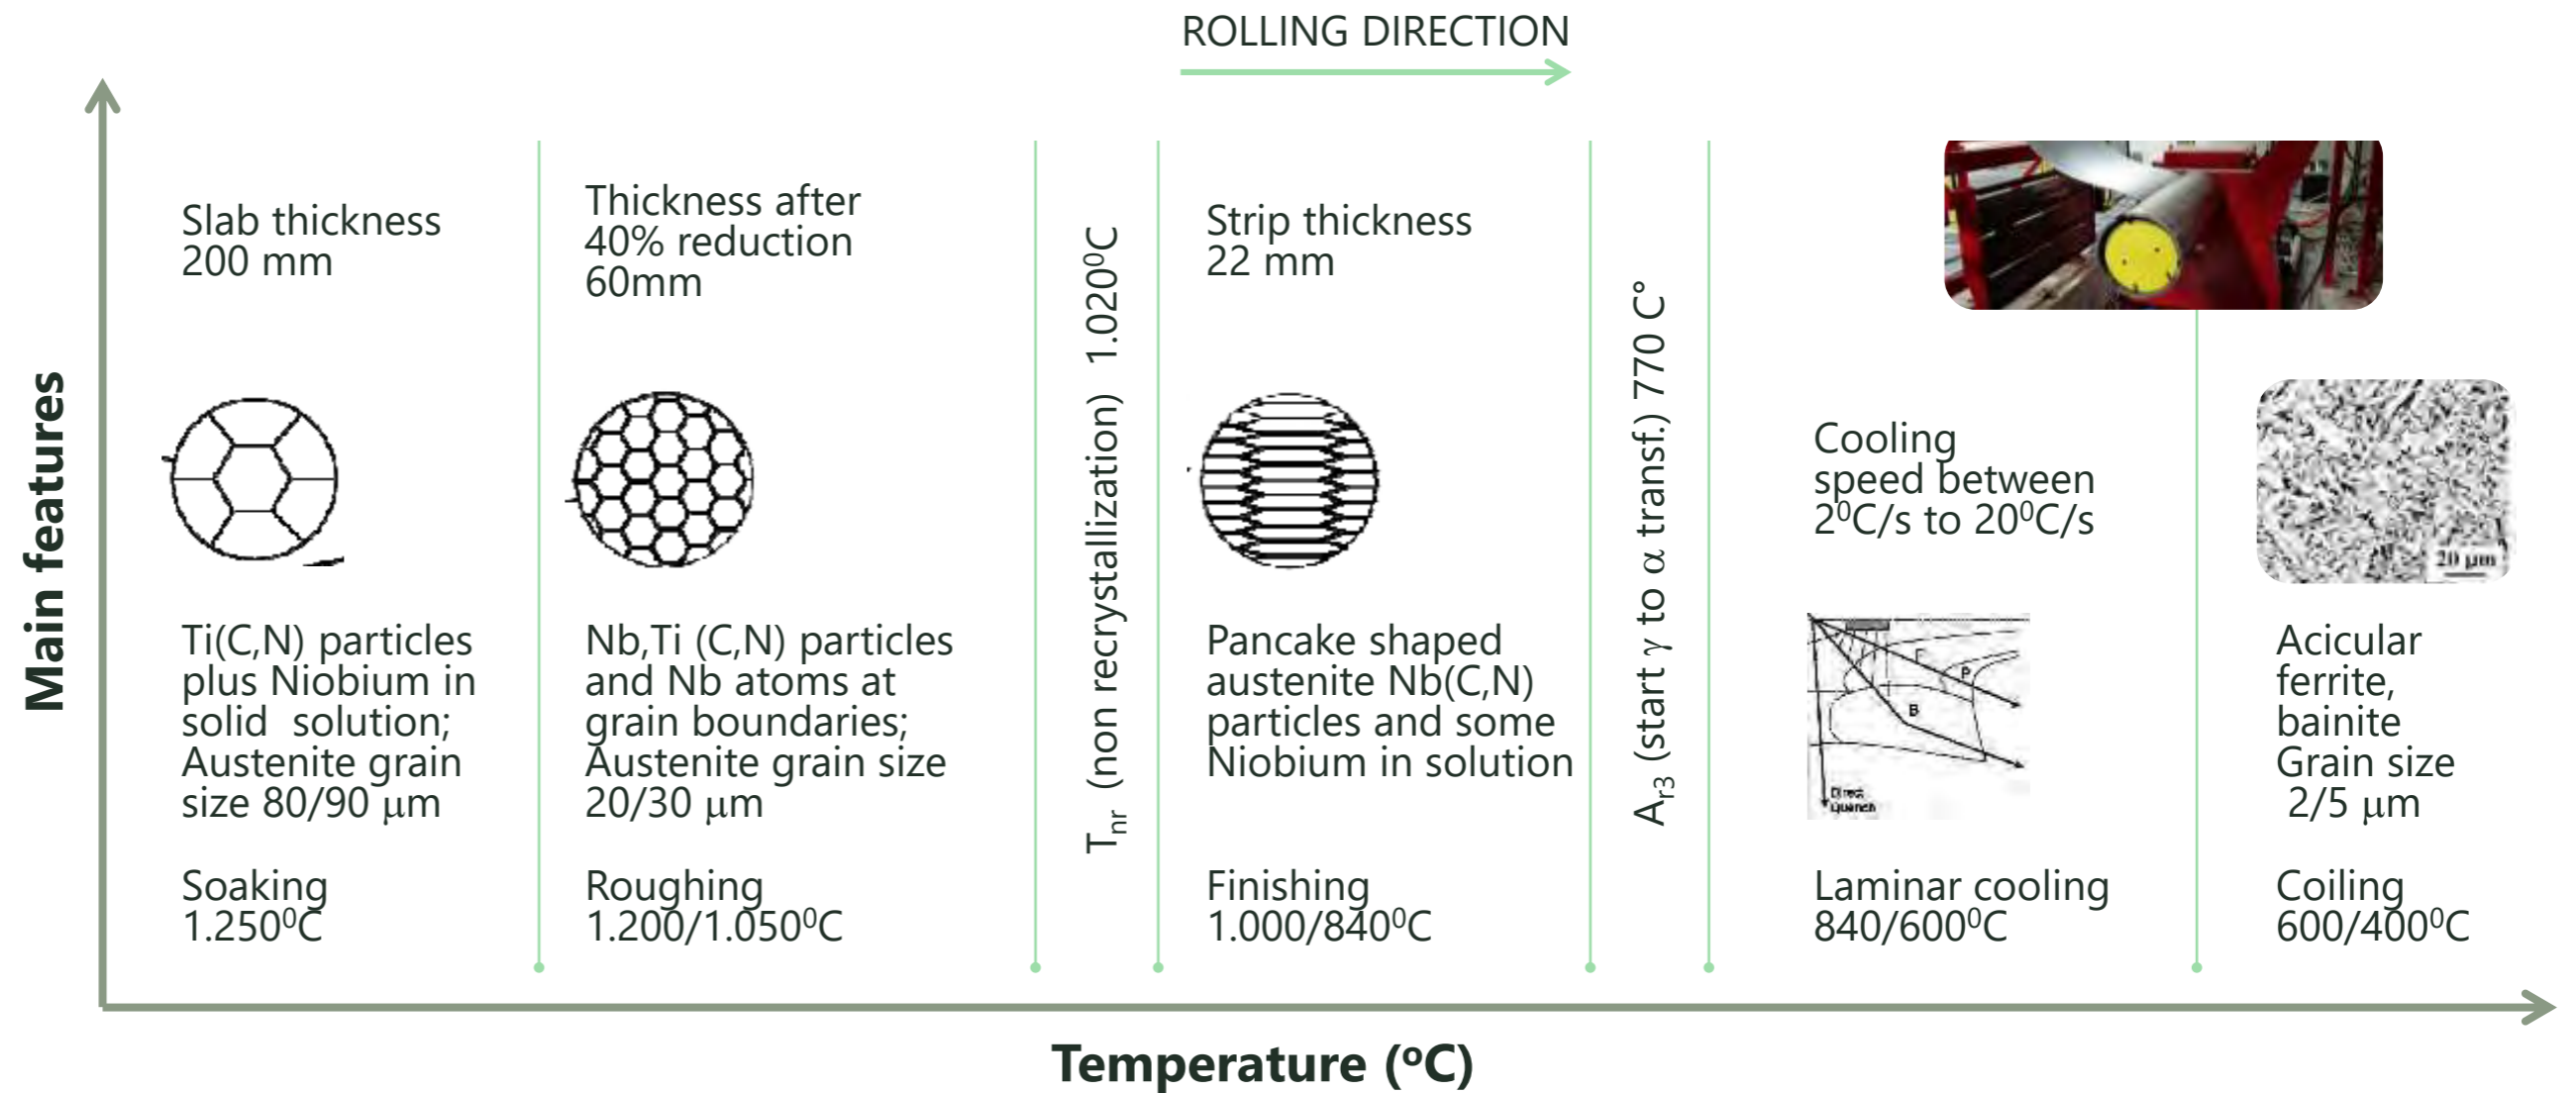 ROLLING DIRECTION
Main features
Slab thickness
200 mm
Ti(C,N) particles
plus Niobium in
solid solution;
Austenite grain
size 80/90 μm
Soaking
1.250⁰C
Thickness after
40% reduction
60mm
Nb,Ti (C,N) particles
and Nb atoms at
grain boundaries;
Austenite grain size
20/30 μm
Roughing
1.200/1.050⁰C
Tnr (non recrystallization) 1.020⁰C
Strip thickness
22 mm
Pancake shaped
austenite Nb(C,N)
particles and some
Niobium in solution
Finishing
1.000/840⁰C
Ar3 (start γ to α transf.) 770 C°
Cooling
speed between
2⁰C/s to 20⁰C/s
F
P
B
Direct
Quench
Laminar cooling
840/600⁰C
20 μm
Acicular
ferrite,
bainite
Grain size
2/5 μm
Coiling
600/400⁰C
Temperature (ºC)